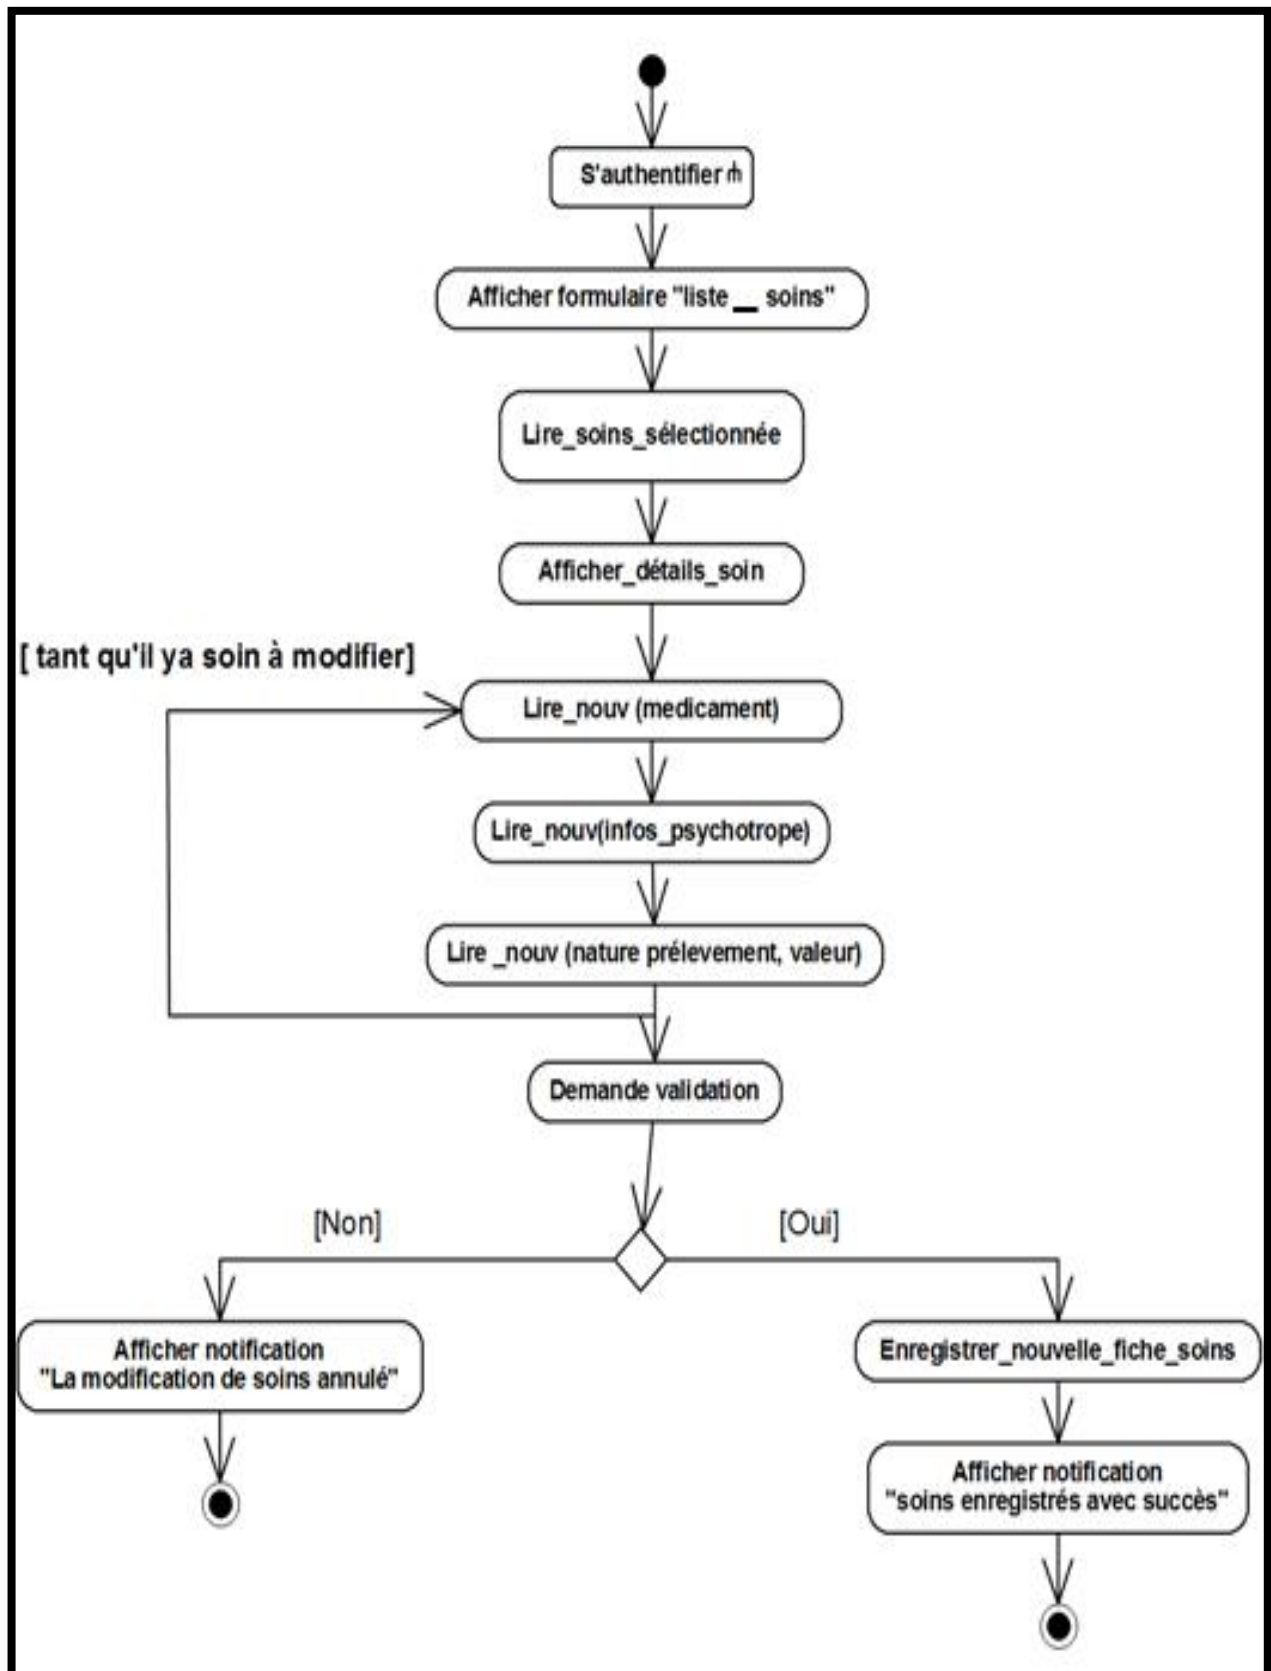 S'authentifier
Afficher formulaire "liste __ soins"
Lire_soins_sélectionnée
Afficher_détails_soin
[ tant qu'il ya soin à modifier]
Lire_nouv (medicament)
Lire_nouv(infos_psychotrope)
Lire _nouv (nature prélevement, valeur)
Demande validation
[Non]
[Oui]
Afficher notification
"La modification de soins annulé"
Enregistrer_nouvelle_fiche_soins
Afficher notification
"soins enregistrés avec succès"